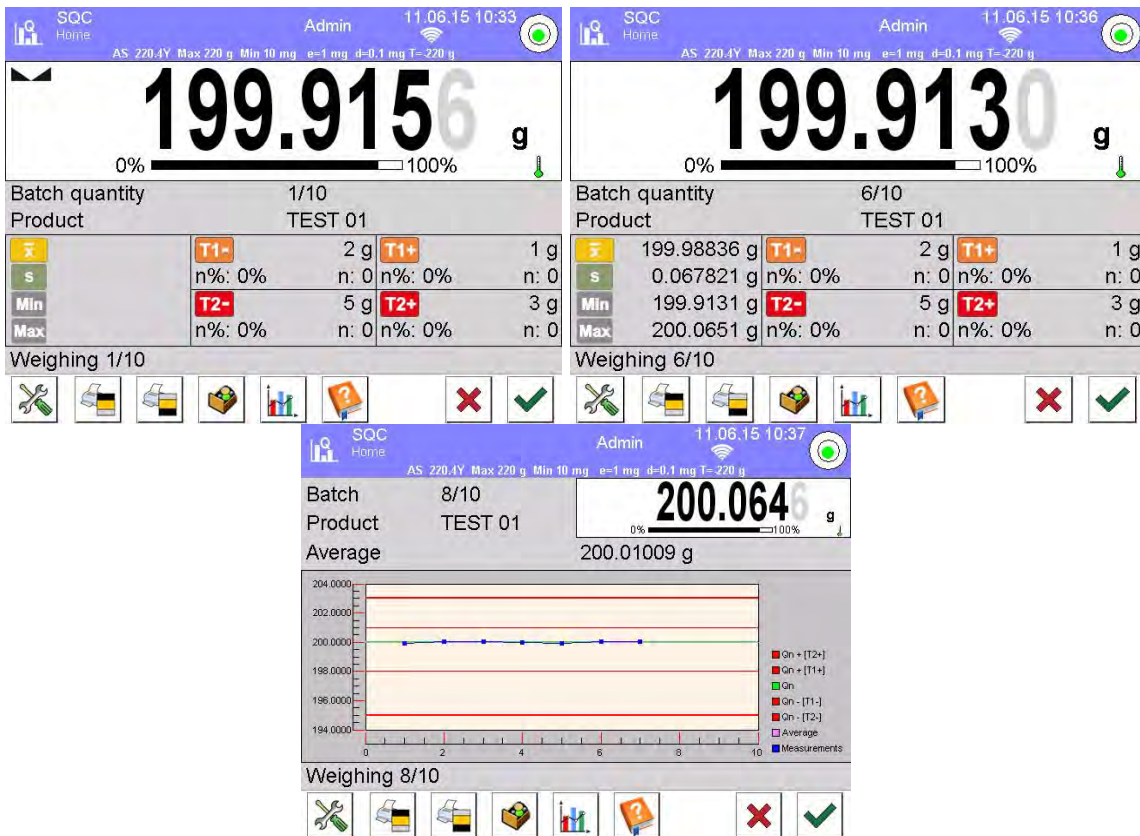 SQC
Home
Admin
11.06.15 10:33
AS 220.4Y Max 220 g Min 10 mg e=1 mg d=0.1 mg T=-220 g
199.9156 g
0% 100%
Batch quantity 1/10
Product TEST 01
x T1- 2 g T1+ 1 g
s n%: 0% n: 0 n%: 0% n: 0
Min T2- 5 g T2+ 3 g
Max n%: 0% n: 0 n%: 0% n: 0
Weighing 1/10
SQC
Home
Admin
11.06.15 10:36
AS 220.4Y Max 220 g Min 10 mg e=1 mg d=0.1 mg T=-220 g
199.9130 g
0% 100%
Batch quantity 6/10
Product TEST 01
x 199.98836 g T1- 2 g T1+ 1 g
s 0.067821 g n%: 0% n: 0 n%: 0% n: 0
Min 199.9131 g T2- 5 g T2+ 3 g
Max 200.0651 g n%: 0% n: 0 n%: 0% n: 0
Weighing 6/10
SQC
Home
Admin
11.06.15 10:37
AS 220.4Y Max 220 g Min 10 mg e=1 mg d=0.1 mg T=-220 g
Batch 8/10
Product TEST 01
200.0646 g
0% 100%
Average 200.01009 g
204.0000
202.0000
200.0000
198.0000
196.0000
194.0000
0 2 4 6 8 10
Qn + [T2+]
Qn + [T1+]
Qn
Qn - [T1-]
Qn - [T2-]
Average
Measurements
Weighing 8/10